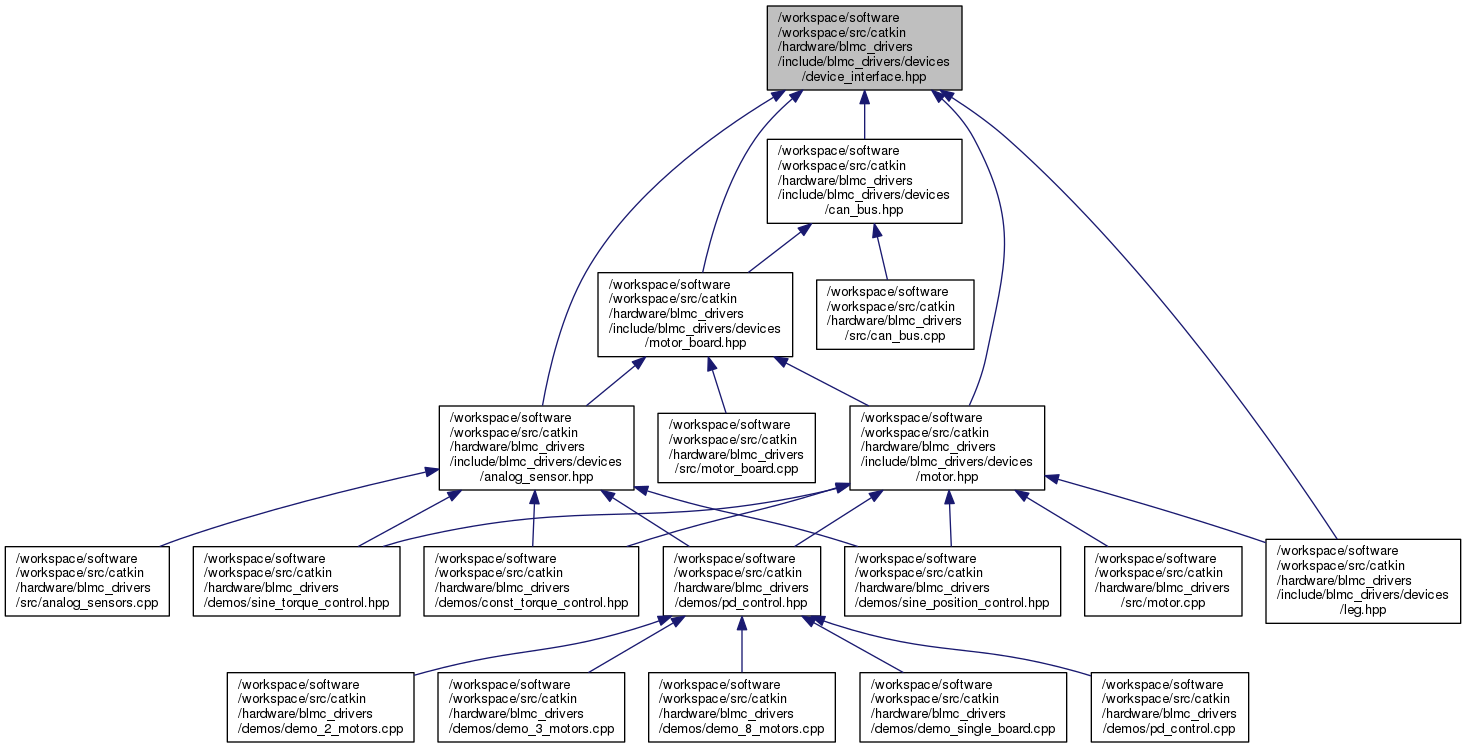 /workspace/software
/workspace/src/catkin
/hardware/blmc_drivers
/include/blmc_drivers/devices
/device_interface.hpp
/workspace/software
/workspace/src/catkin
/hardware/blmc_drivers
/include/blmc_drivers/devices
/can_bus.hpp
/workspace/software
/workspace/src/catkin
/hardware/blmc_drivers
/include/blmc_drivers/devices
/motor_board.hpp
/workspace/software
/workspace/src/catkin
/hardware/blmc_drivers
/src/can_bus.cpp
/workspace/software
/workspace/src/catkin
/hardware/blmc_drivers
/include/blmc_drivers/devices
/analog_sensor.hpp
/workspace/software
/workspace/src/catkin
/hardware/blmc_drivers
/src/motor_board.cpp
/workspace/software
/workspace/src/catkin
/hardware/blmc_drivers
/include/blmc_drivers/devices
/motor.hpp
/workspace/software
/workspace/src/catkin
/hardware/blmc_drivers
/src/analog_sensors.cpp
/workspace/software
/workspace/src/catkin
/hardware/blmc_drivers
/demos/sine_torque_control.hpp
/workspace/software
/workspace/src/catkin
/hardware/blmc_drivers
/demos/const_torque_control.hpp
/workspace/software
/workspace/src/catkin
/hardware/blmc_drivers
/demos/pd_control.hpp
/workspace/software
/workspace/src/catkin
/hardware/blmc_drivers
/demos/sine_position_control.hpp
/workspace/software
/workspace/src/catkin
/hardware/blmc_drivers
/src/motor.cpp
/workspace/software
/workspace/src/catkin
/hardware/blmc_drivers
/include/blmc_drivers/devices
/leg.hpp
/workspace/software
/workspace/src/catkin
/hardware/blmc_drivers
/demos/demo_2_motors.cpp
/workspace/software
/workspace/src/catkin
/hardware/blmc_drivers
/demos/demo_3_motors.cpp
/workspace/software
/workspace/src/catkin
/hardware/blmc_drivers
/demos/demo_8_motors.cpp
/workspace/software
/workspace/src/catkin
/hardware/blmc_drivers
/demos/demo_single_board.cpp
/workspace/software
/workspace/src/catkin
/hardware/blmc_drivers
/demos/pd_control.cpp